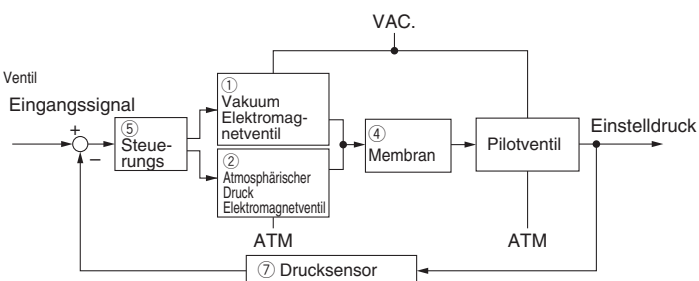 VAC.
Ventil
Eingangssignal
+
−
⑤
Steue-
rungs
①
Vakuum
Elektromag-
netventil
②
Atmosphärischer
Druck
Elektromagnetventil
④
Membran
Pilotventil
Einstelldruck
ATM
ATM
⑦ Drucksensor